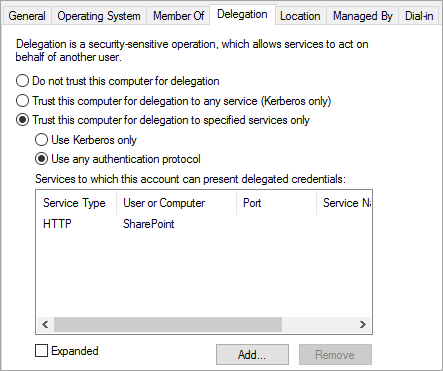 General Operating System Member Of Delegation Location Managed By Dial-in
Delegation is a security-sensitive operation, which allows services to act on
behalf of another user.
Do not trust this computer for delegation
Trust this computer for delegation to any service (Kerberos only)
Trust this computer for delegation to specified services only
Use Kerberos only
Use any authentication protocol
Services to which this account can present delegated credentials:
Service Type User or Computer Port Service Na
HTTP SharePoint
Expanded Add... Remove